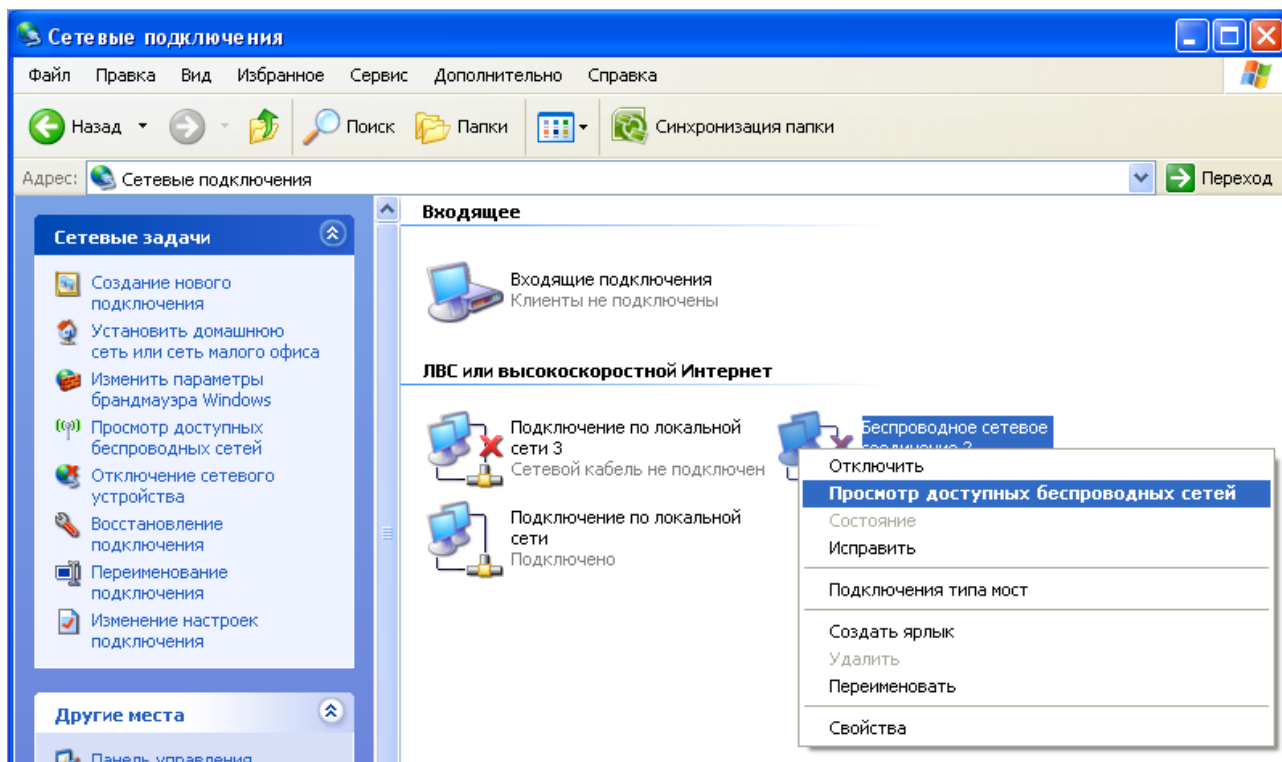 Сетевые подключения
Файл Правка Вид Избранное Сервис Дополнительно Справка
Назад Поиск Папки Синхронизация папки
Адрес: Сетевые подключения Переход
Сетевые задачи
Создание нового
подключения
Установить домашнюю
сеть или сеть малого офиса
Изменить параметры
брандмауэра Windows
Просмотр доступных
беспроводных сетей
Отключение сетевого
устройства
Восстановление
подключения
Переименование
подключения
Изменение настроек
подключения
Другие места
Панель управления
Входящее
Входящие подключения
Клиенты не подключены
ЛВС или высокоскоростной Интернет
Подключение по локальной
сети 3
Сетевой кабель не подключен
Беспроводное сетевое
соединение 2
Подключение по локальной
сети
Подключено
Отключить
Просмотр доступных беспроводных сетей
Состояние
Исправить
Подключения типа мост
Создать ярлык
Удалить
Переименовать
Свойства